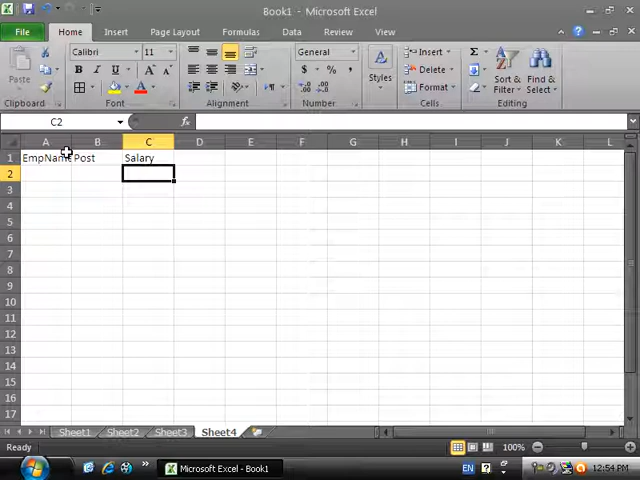 Book1 - Microsoft Excel
File Home Insert Page Layout Formulas Data Review View
Paste Calibri 11 General Insert Σ
B I U A A $ % , Styles Delete Sort & Filter Find & Select
A Format
Clipboard Font Alignment Number Cells Editing
C2 fx
A B C D E F G H I J K L
1 EmpName Post Salary
2
3
4
5
6
7
8
9
10
11
12
13
14
15
16
17
Sheet1 Sheet2 Sheet3 Sheet4
Ready 100%
Microsoft Excel - Book1 EN 12:54 PM